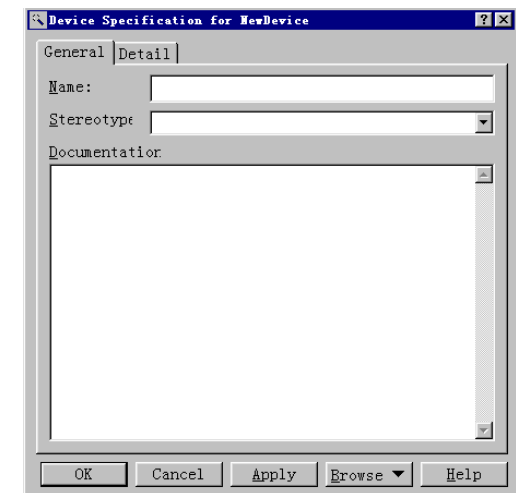 Device Specification for NewDevice
General Detail
Name:
Stereotype
Documentation:
OK Cancel Apply Browse Help